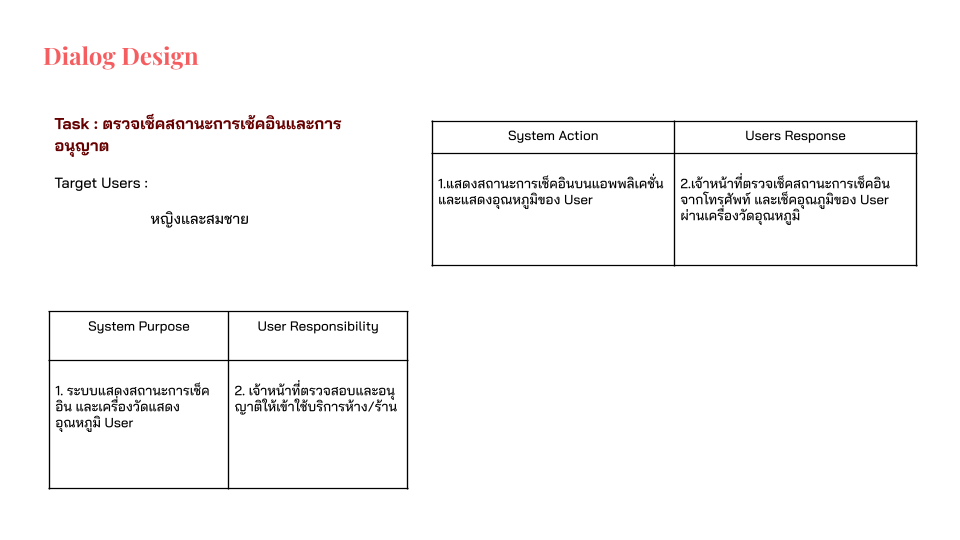 Dialog Design
Task : ตรวจเช็คสถานะการเช้คอินและการ
อนุญาต
Target Users :
หญิงและสมชาย
System Action
Users Response
1.แสดงสถานะการเช็คอินบนแอพพลิเคชั่น
และแสดงอุณหภูมิของ User
2.เจ้าหน้าที่ตรวจเช็คสถานะการเช็คอิน
จากโทรศัพท์ และเช็คอุณภูมิของ User
ผ่านเครื่องวัดอุณหภูมิ
System Purpose
User Responsibility
1. ระบบแสดงสถานะการเช็ค
อิน และเครื่องวัดแสดง
อุณหภูมิ User
2. เจ้าหน้าที่ตรวจสอบและอนุ
ญาติให้เข้าใช้บริการห้าง/ร้าน